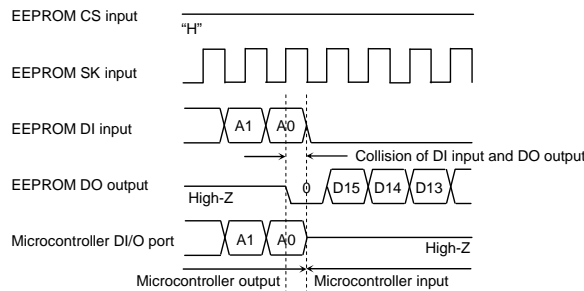 EEPROM CS input
“H”
EEPROM SK input
EEPROM DI input
A1 A0
Collision of DI input and DO output
EEPROM DO output
High-Z
0 D15 D14 D13
Microcontroller DI/O port
A1 A0
High-Z
Microcontroller output Microcontroller input